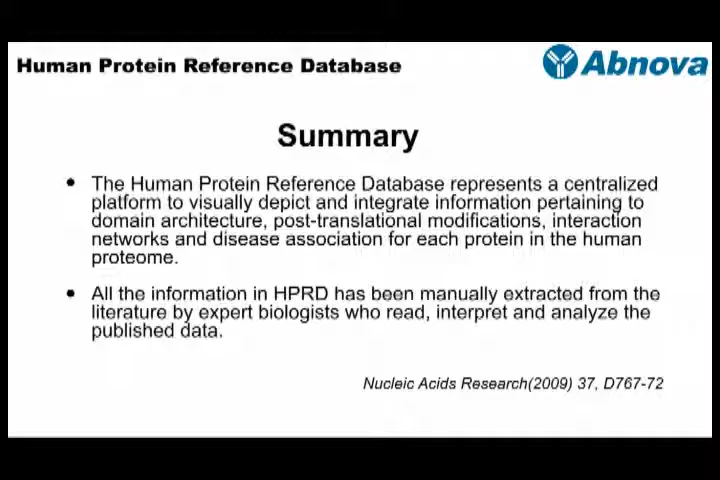 Human Protein Reference Database
Abnova
Summary
• The Human Protein Reference Database represents a centralized
platform to visually depict and integrate information pertaining to
domain architecture, post-translational modifications, interaction
networks and disease association for each protein in the human
proteome.
• All the information in HPRD has been manually extracted from the
literature by expert biologists who read, interpret and analyze the
published data.
Nucleic Acids Research(2009) 37, D767-72